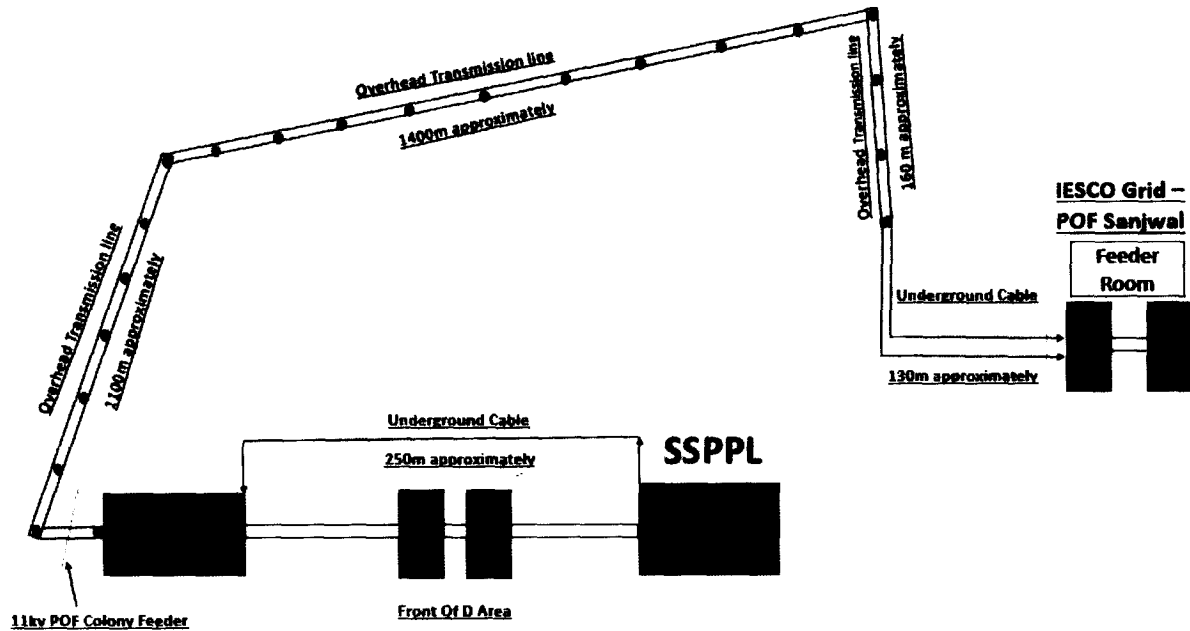 Overhead Transmission line
1400m approximately
Overhead Transmission line
160 m approximately
Overhead Transmission line
1100m approximately
IESCO Grid –
POF Sanjwal
Feeder
Room
Underground Cable
130m approximately
Underground Cable
250m approximately
SSPPL
Front Of D Area
11kv POF Colony Feeder